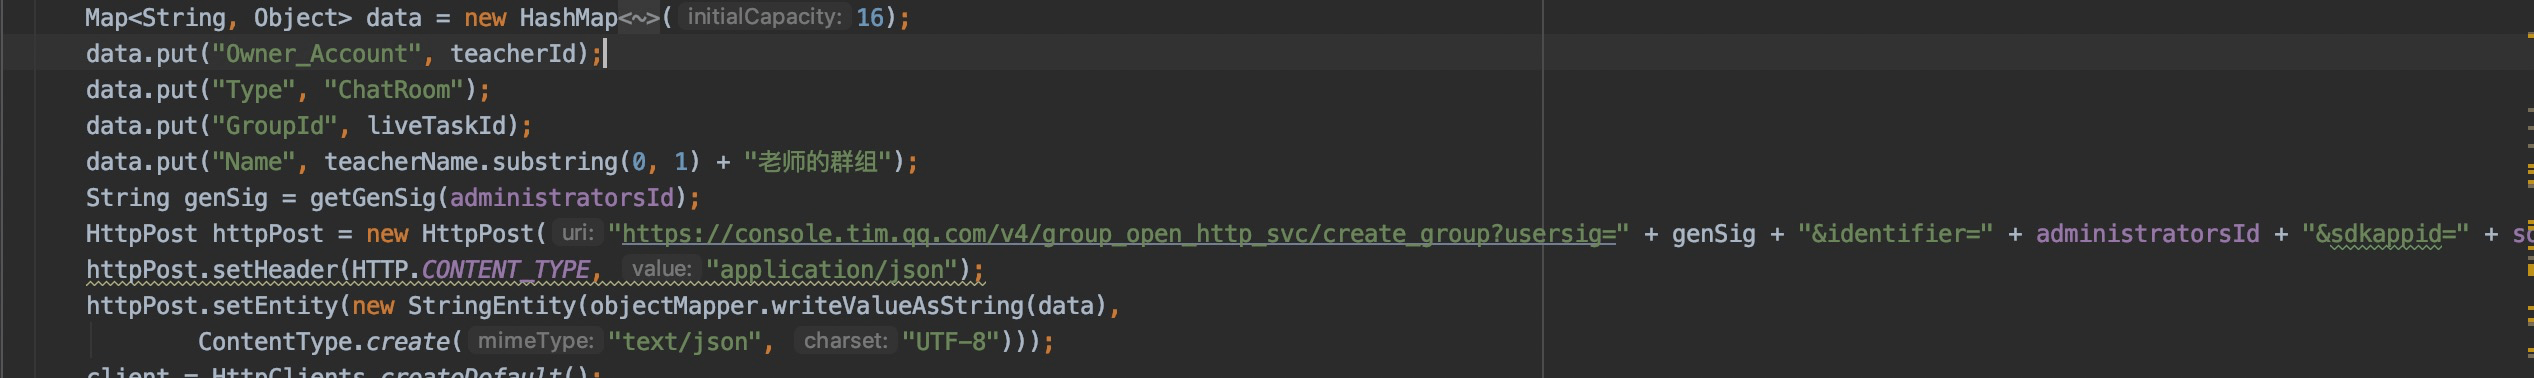 Map<String, Object> data = new HashMap<~>( initialCapacity: 16);
data.put("Owner_Account", teacherId);
data.put("Type", "ChatRoom");
data.put("GroupId", liveTaskId);
data.put("Name", teacherName.substring(0, 1) + "老师的群组");
String genSig = getGenSig(administratorsId);
HttpPost httpPost = new HttpPost( uri: "https://console.tim.qq.com/v4/group_open_http_svc/create_group?usersig=" + genSig + "&identifier=" + administratorsId + "&sdkappid=" +
httpPost.setHeader(HTTP.CONTENT_TYPE, value: "application/json");
httpPost.setEntity(new StringEntity(objectMapper.writeValueAsString(data),
ContentType.create( mimeType: "text/json", charset: "UTF-8")));
client = HttpClients.createDefault();